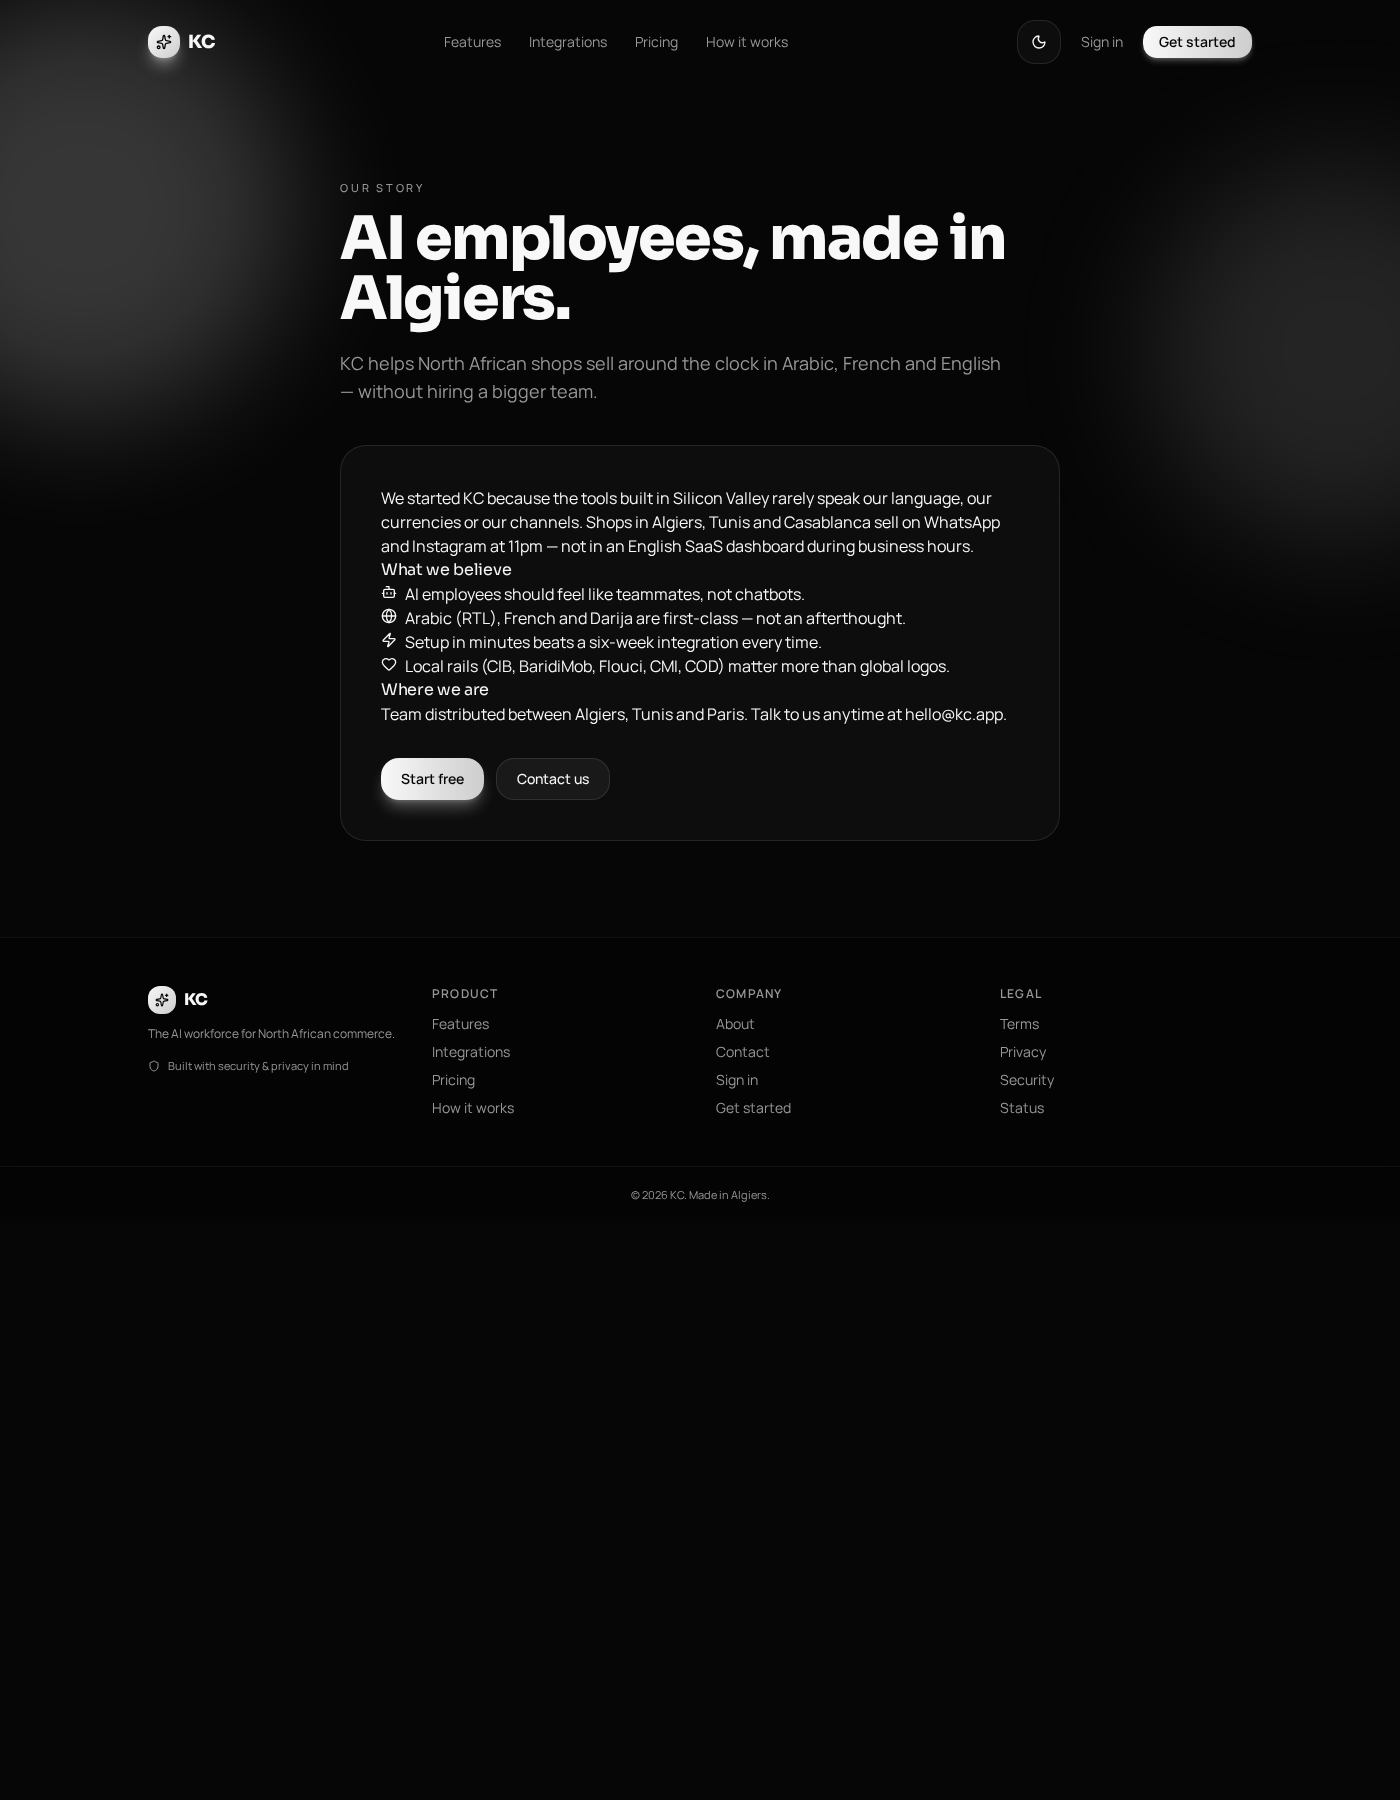 KC
Features
Integrations
Pricing
How it works
Sign in
Get started
OUR STORY
AI employees, made in
Algiers.
KC helps North African shops sell around the clock in Arabic, French and English
— without hiring a bigger team.
We started KC because the tools built in Silicon Valley rarely speak our language, our
currencies or our channels. Shops in Algiers, Tunis and Casablanca sell on WhatsApp
and Instagram at 11pm — not in an English SaaS dashboard during business hours.
What we believe
AI employees should feel like teammates, not chatbots.
Arabic (RTL), French and Darija are first-class — not an afterthought.
Setup in minutes beats a six-week integration every time.
Local rails (CIB, BaridiMob, Flouci, CMI, COD) matter more than global logos.
Where we are
Team distributed between Algiers, Tunis and Paris. Talk to us anytime at hello@kc.app.
Start free
Contact us
KC
The AI workforce for North African commerce.
Built with security & privacy in mind
PRODUCT
Features
Integrations
Pricing
How it works
COMPANY
About
Contact
Sign in
Get started
LEGAL
Terms
Privacy
Security
Status
© 2026 KC. Made in Algiers.